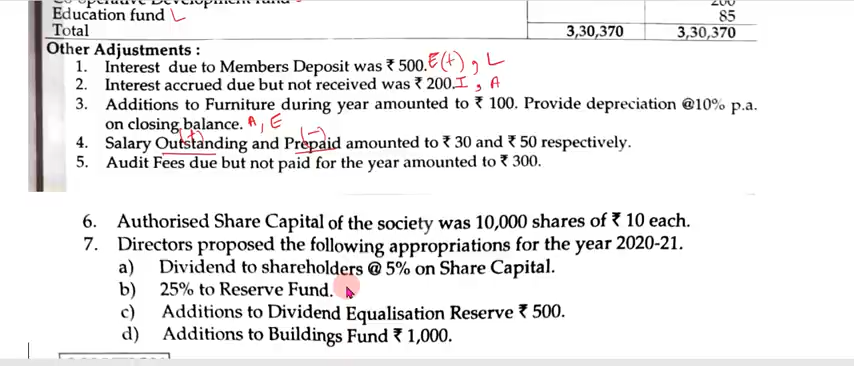 Education fund L
85
Total 3,30,370 3,30,370
Other Adjustments :
1. Interest due to Members Deposit was ₹ 500. E(+) , L
2. Interest accrued due but not received was ₹ 200. I , A
3. Additions to Furniture during year amounted to ₹ 100. Provide depreciation @10% p.a.
on closing balance. A , E
(+) (-)
4. Salary Outstanding and Prepaid amounted to ₹ 30 and ₹ 50 respectively.
5. Audit Fees due but not paid for the year amounted to ₹ 300.
6. Authorised Share Capital of the society was 10,000 shares of ₹ 10 each.
7. Directors proposed the following appropriations for the year 2020-21.
a) Dividend to shareholders @ 5% on Share Capital.
b) 25% to Reserve Fund.
c) Additions to Dividend Equalisation Reserve ₹ 500.
d) Additions to Buildings Fund ₹ 1,000.